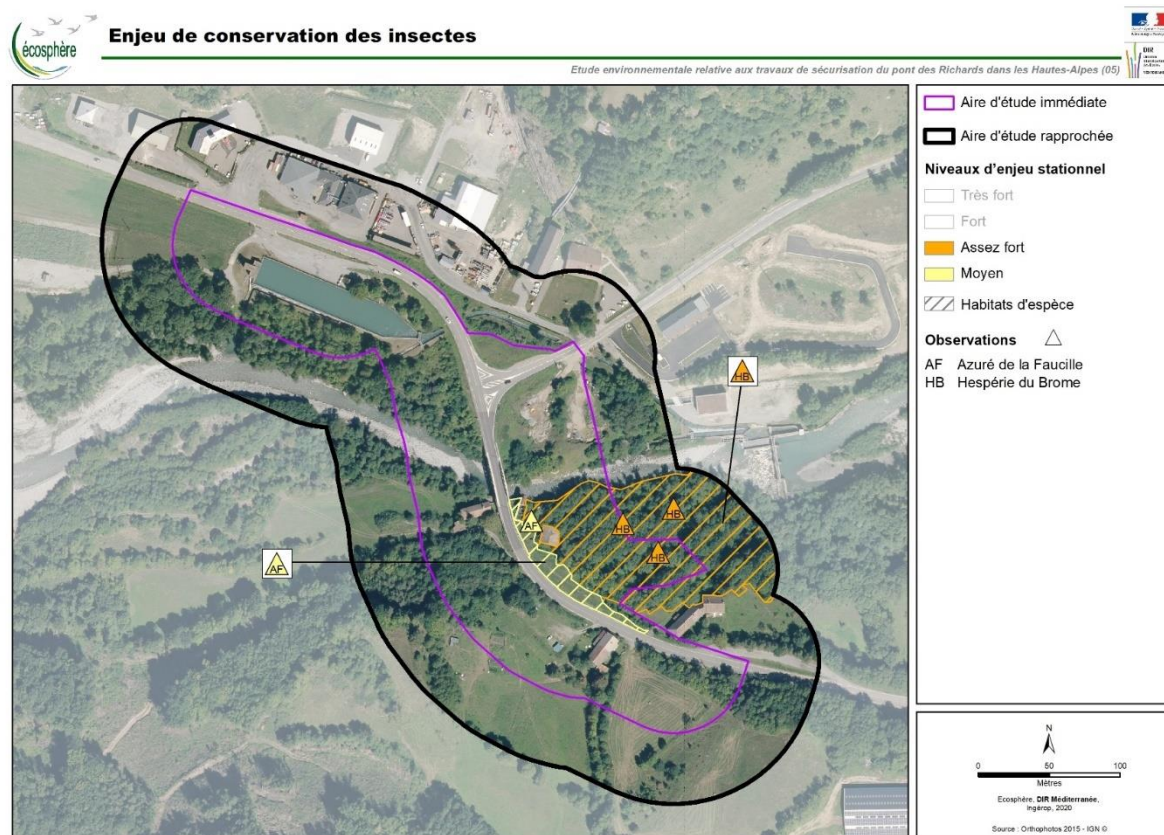 écosphère
Enjeu de conservation des insectes
Etude environnementale relative aux travaux de sécurisation du pont des Richards dans les Hautes-Alpes (05)
DIR
Aire d'étude immédiate
Aire d'étude rapprochée
Niveaux d'enjeu stationnel
Très fort
Fort
Assez fort
Moyen
Habitats d'espèce
Observations
AF Azuré de la Faucille
HB Hespérie du Brome
HB
HB
AF
HB
HB
AF
N
0 50 100
Mètres
Ecosphère, DIR Méditerranée,
Ingérop, 2020
Source : Orthophotos 2015 - IGN ©